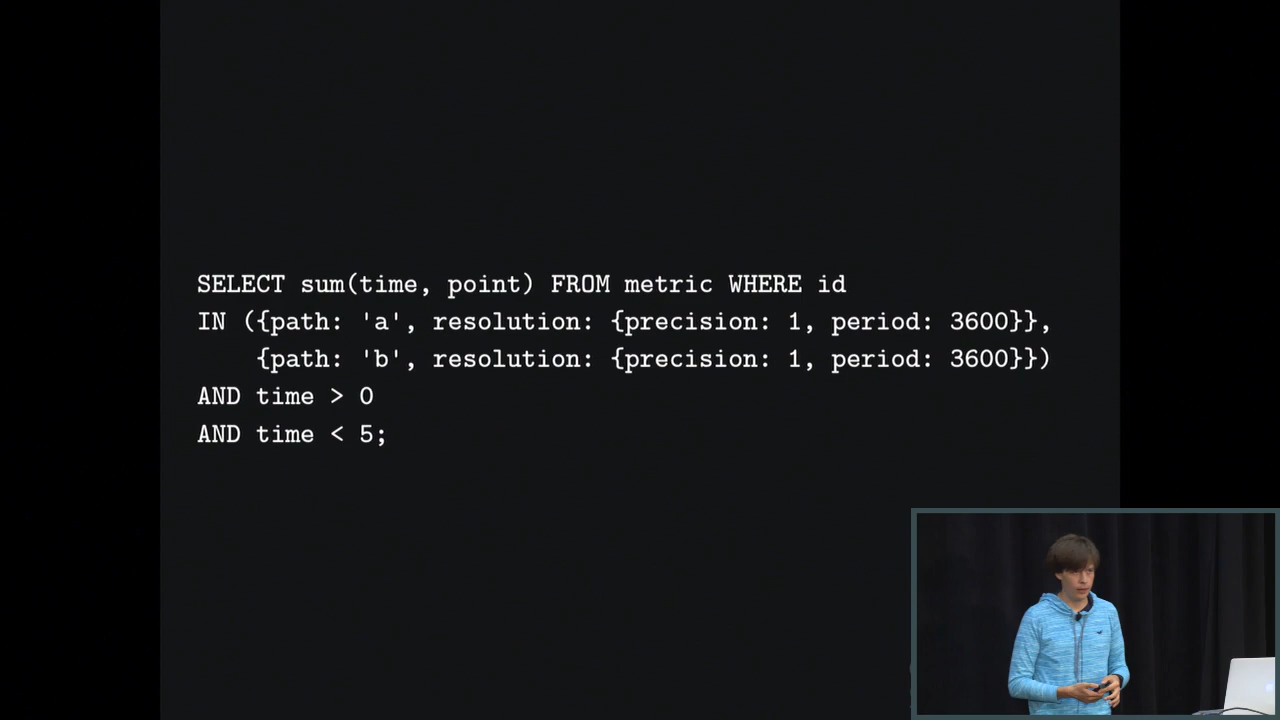 SELECT sum(time, point) FROM metric WHERE id
IN ({path: 'a', resolution: {precision: 1, period: 3600}},
{path: 'b', resolution: {precision: 1, period: 3600}})
AND time > 0
AND time < 5;